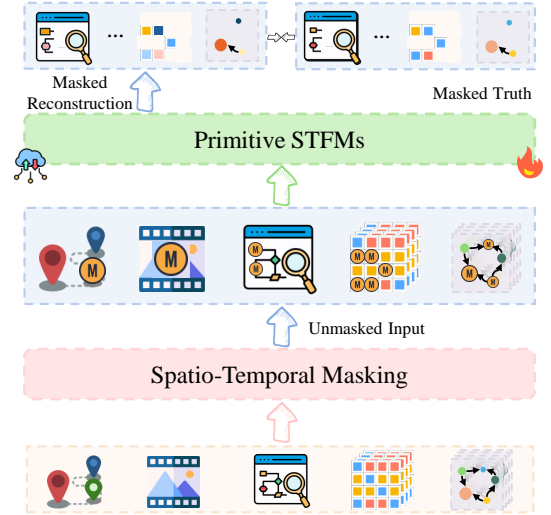 Masked
Reconstruction
Masked Truth
Primitive STFMs
M
M
M
M
M
M
M
M
M
M
M
M
Unmasked Input
Spatio-Temporal Masking